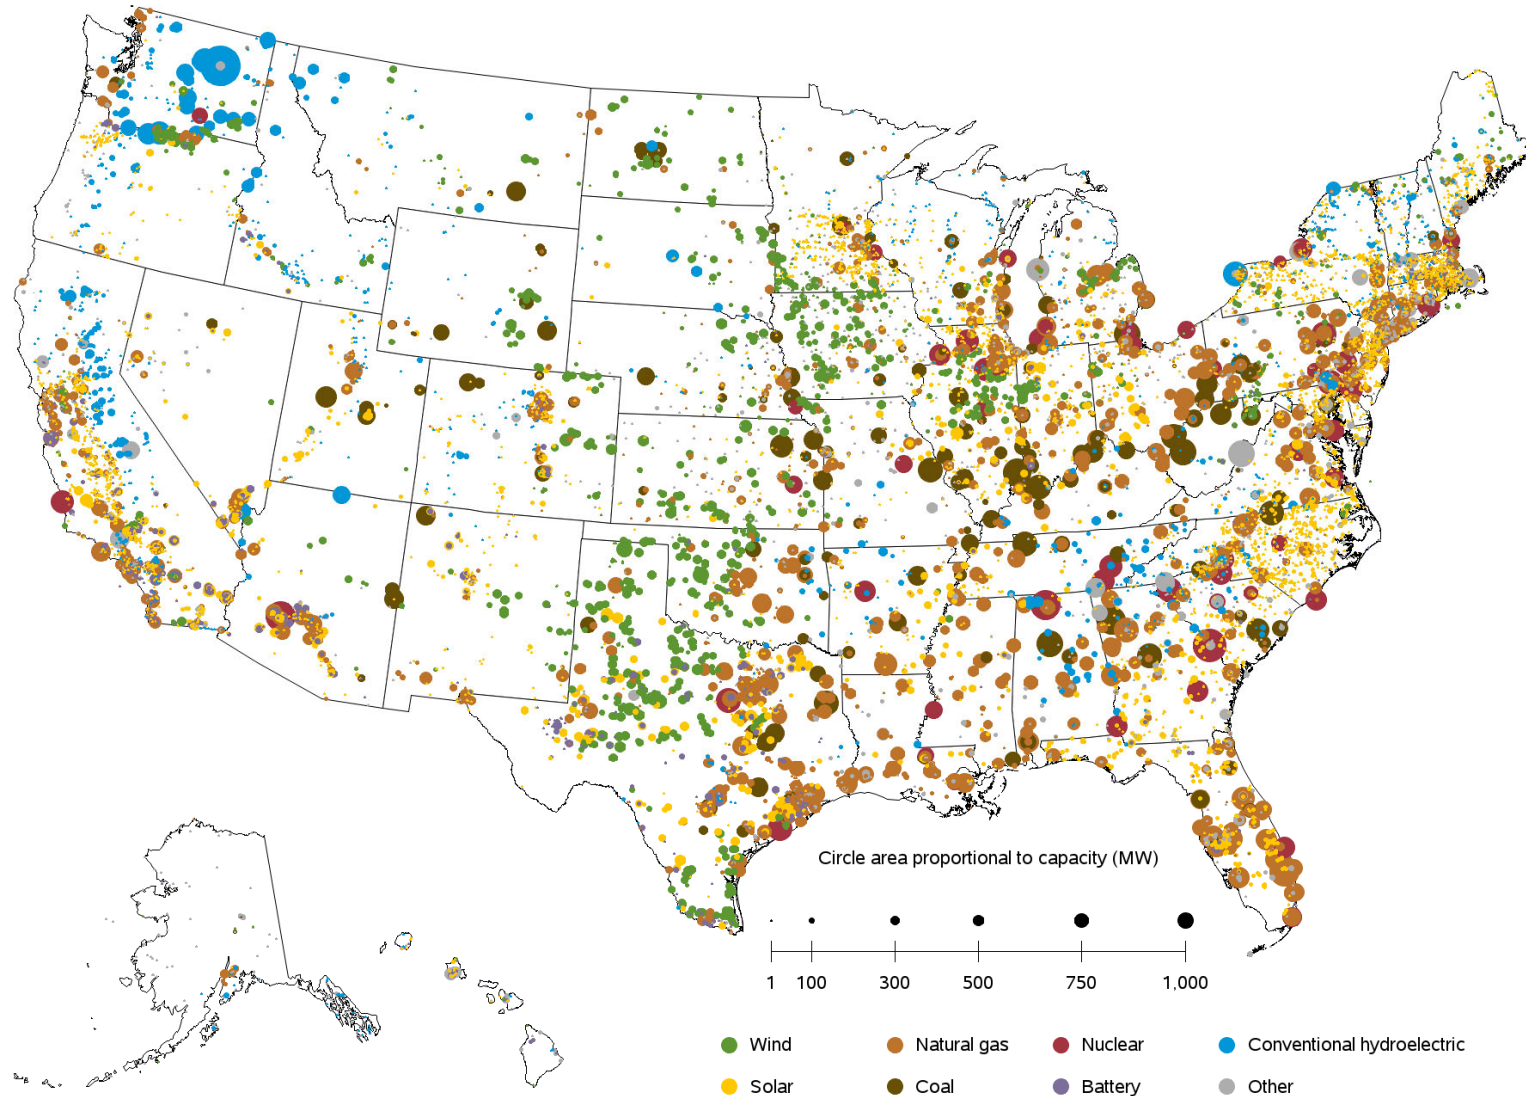 Circle area proportional to capacity (MW)
1 100 300 500 750 1,000
Wind Natural gas Nuclear Conventional hydroelectric
Solar Coal Battery Other